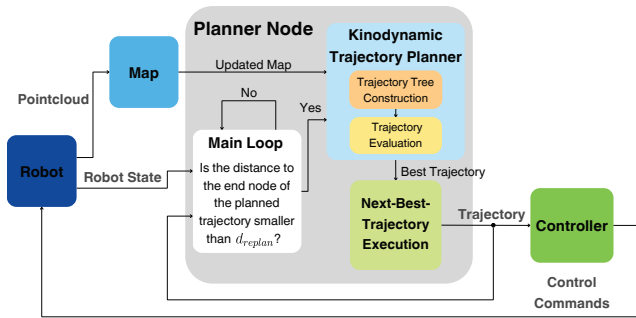 Planner Node
Kinodynamic
Trajectory Planner
Map
Updated Map
Trajectory Tree
Construction
Pointcloud
No
Yes
Trajectory
Evaluation
Main Loop
Is the distance to
the end node of
the planned
trajectory smaller
than d_{replan}?
Robot
Robot State
Best Trajectory
Next-Best-
Trajectory
Execution
Trajectory
Controller
Control
Commands